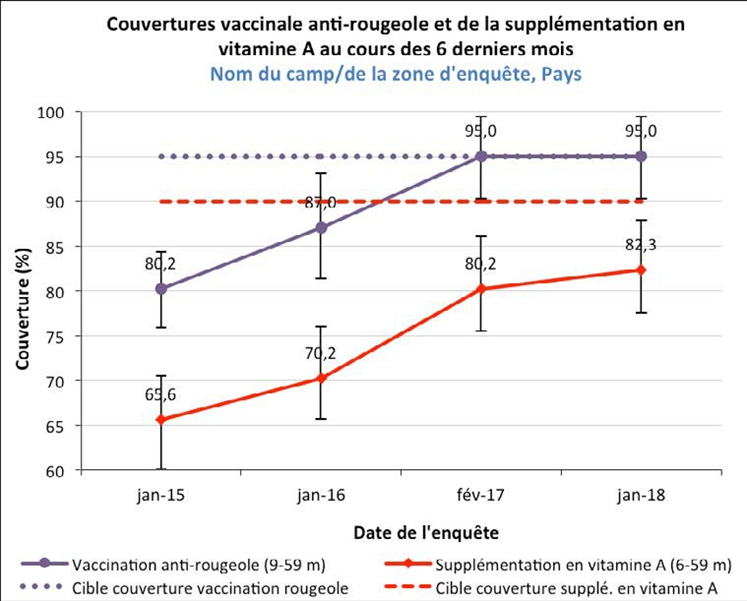 Couvertures vaccinale anti-rougeole et de la supplémentation en
vitamine A au cours des 6 derniers mois
Nom du camp/de la zone d'enquête, Pays
Couverture (%)
100
95
90
85
80
75
70
65
60
80,2
87,0
95,0
95,0
65,6
70,2
80,2
82,3
jan-15 jan-16 fév-17 jan-18
Date de l'enquête
Vaccination anti-rougeole (9-59 m) Supplémentation en vitamine A (6-59 m)
Cible couverture vaccination rougeole Cible couverture supplé. en vitamine A